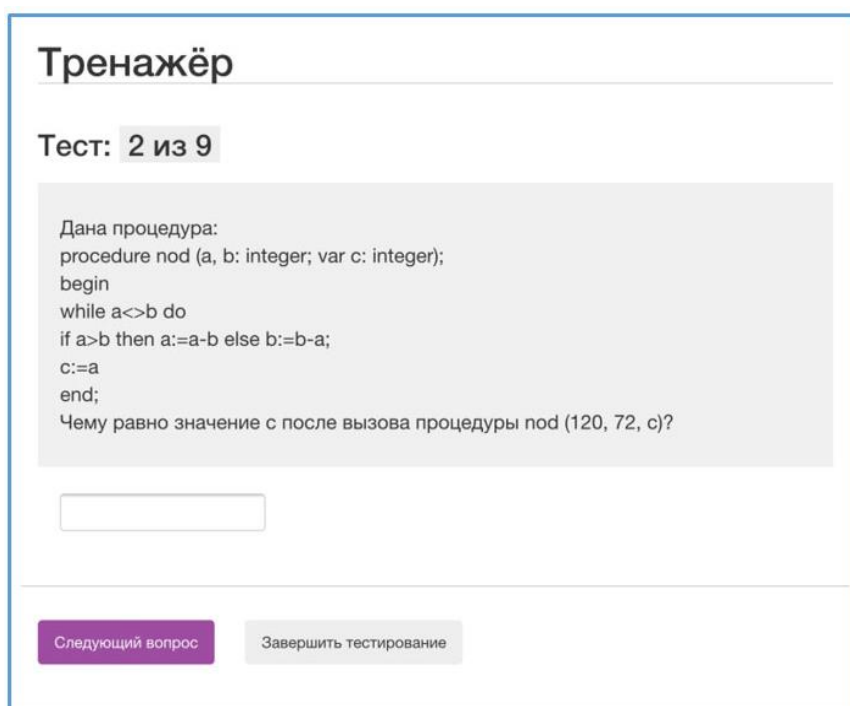 Тренажёр
Тест: 2 из 9
Дана процедура:
procedure nod (a, b: integer; var c: integer);
begin
while a<>b do
if a>b then a:=a-b else b:=b-a;
c:=a
end;
Чему равно значение с после вызова процедуры nod (120, 72, c)?
Следующий вопрос
Завершить тестирование